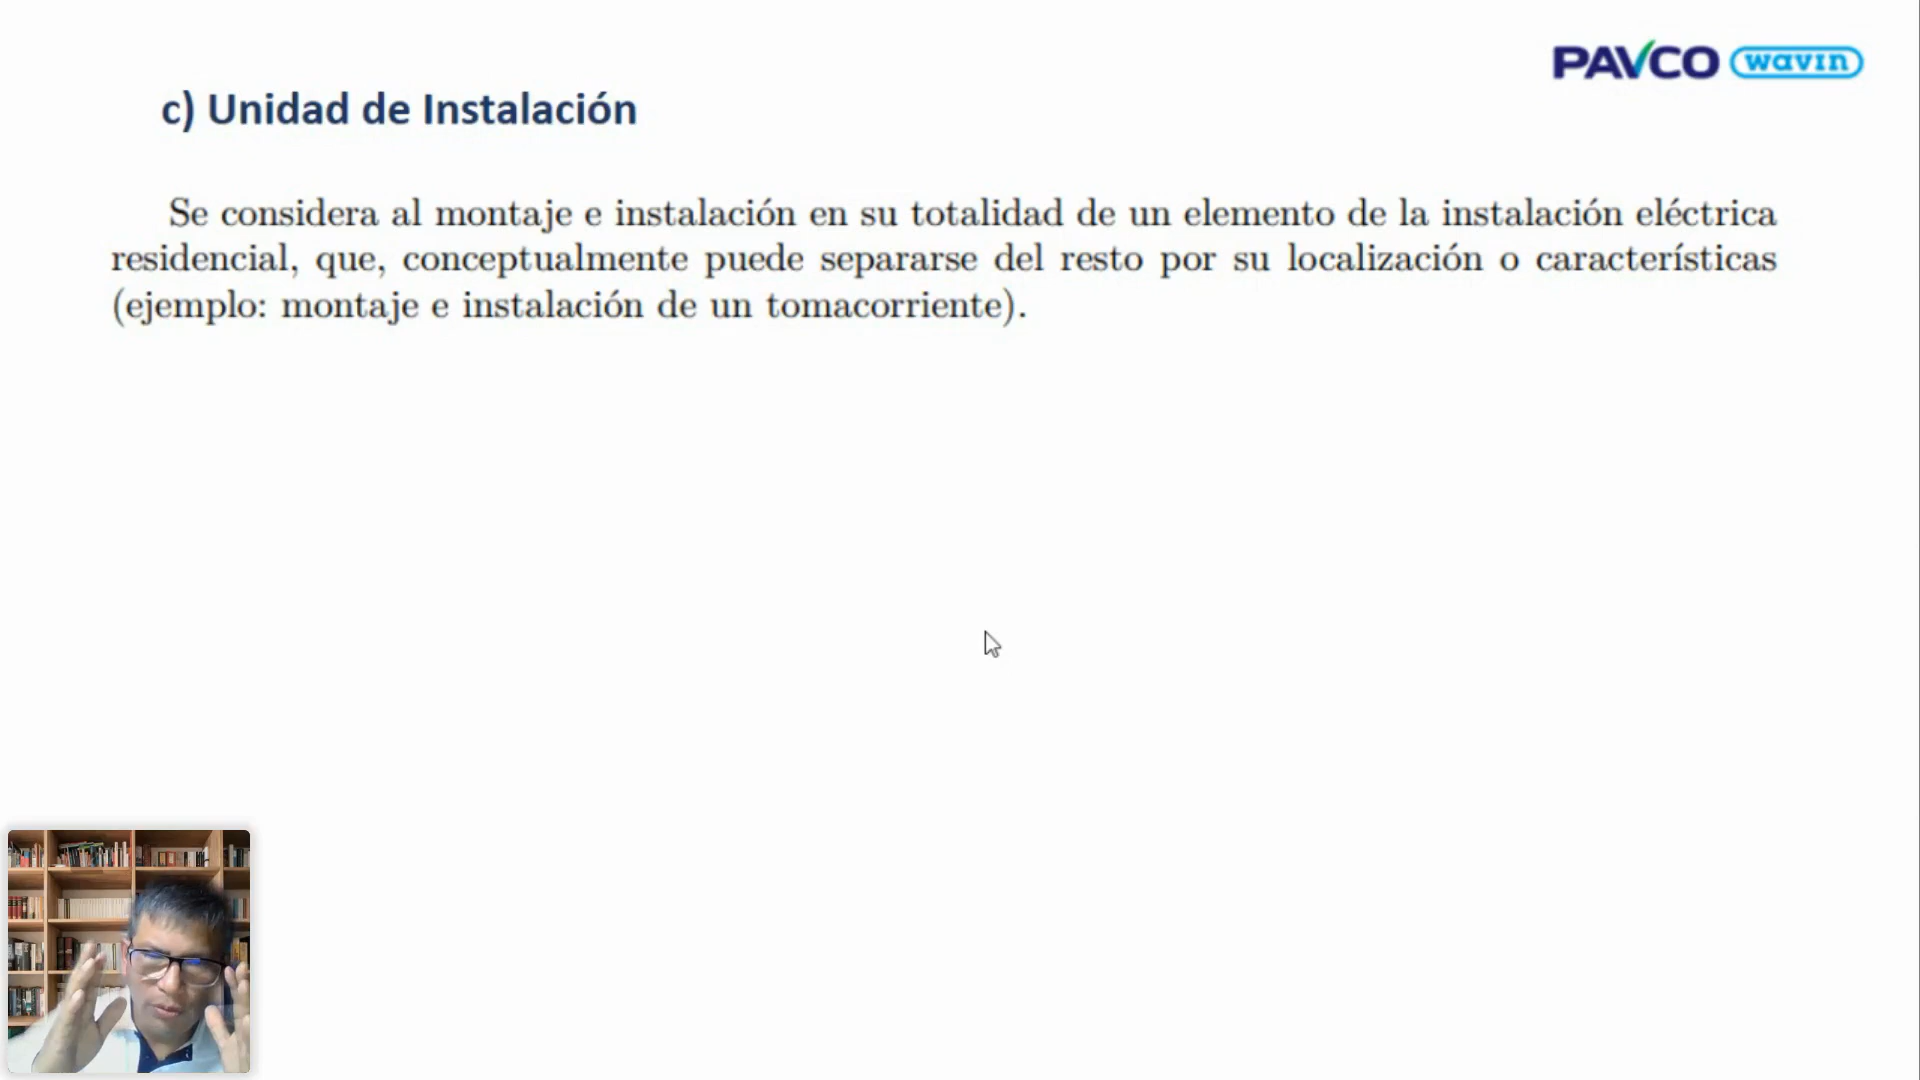 PAVCO wavin
c) Unidad de Instalación
Se considera al montaje e instalación en su totalidad de un elemento de la instalación eléctrica
residencial, que, conceptualmente puede separarse del resto por su localización o características
(ejemplo: montaje e instalación de un tomacorriente).